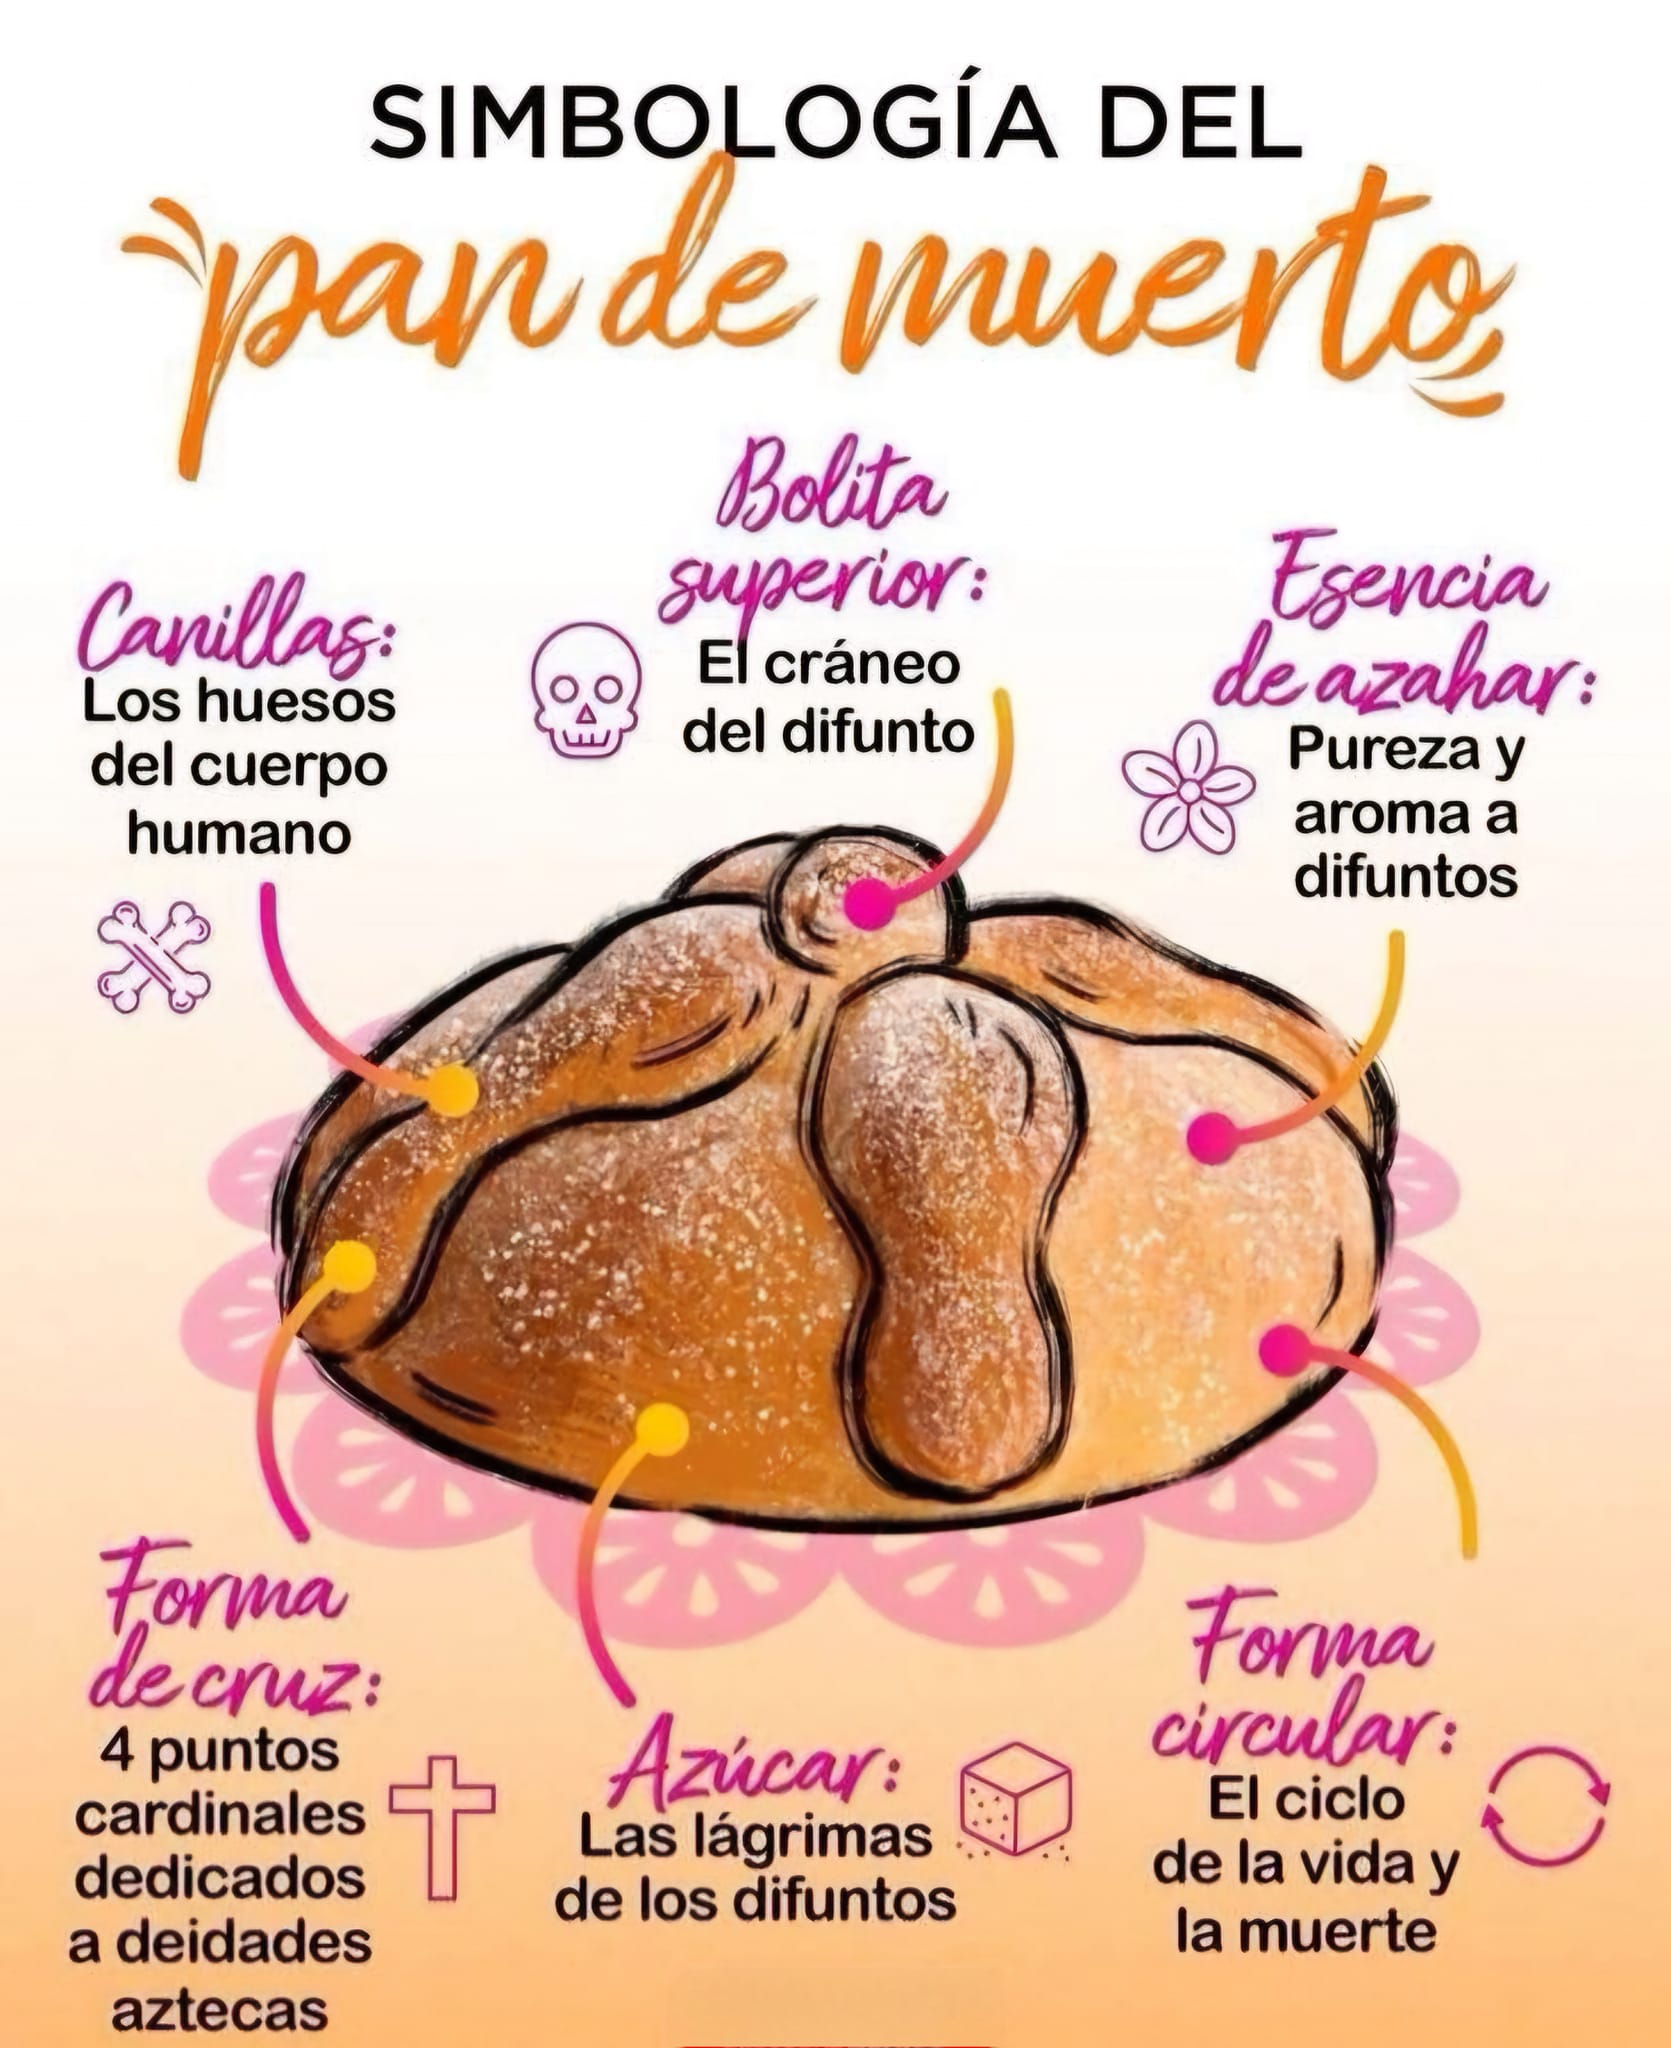 SIMBOLOGÍA DEL
pan de muerto
Bolita
superior:
El cráneo
del difunto
Canillas:
Los huesos
del cuerpo
humano
Esencia
de azahar:
Pureza y
aroma a
difuntos
Forma
de cruz:
4 puntos
cardinales
dedicados
a deidades
aztecas
Azúcar:
Las lágrimas
de los difuntos
Forma
circular:
El ciclo
de la vida y
la muerte